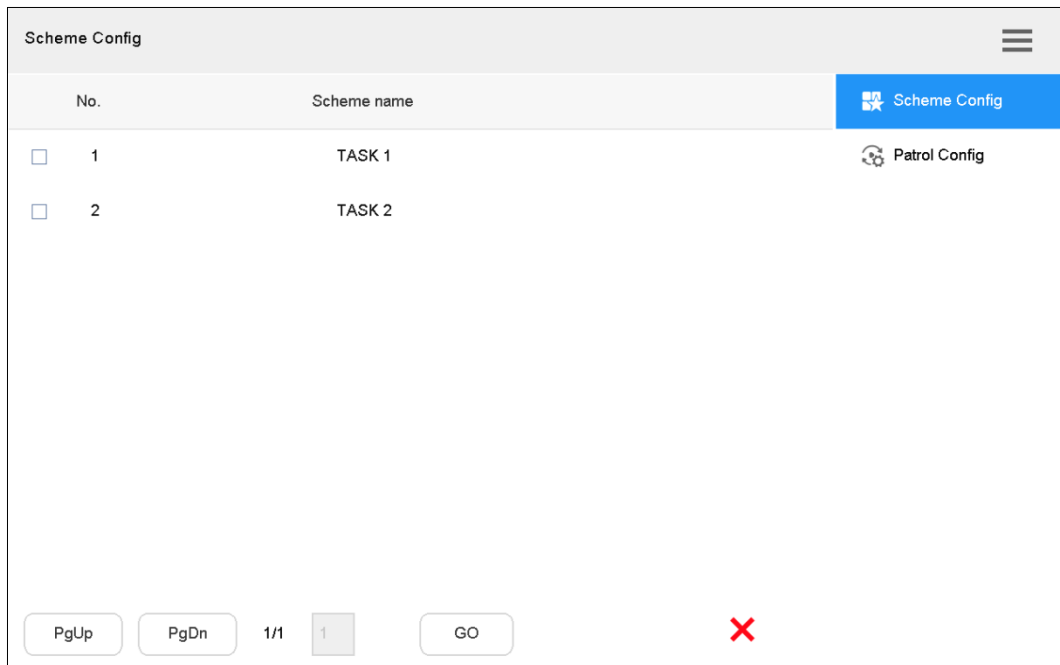 Scheme Config
No. Scheme name Scheme Config
1 TASK 1 Patrol Config
2 TASK 2
PgUp PgDn 1/1 1 GO